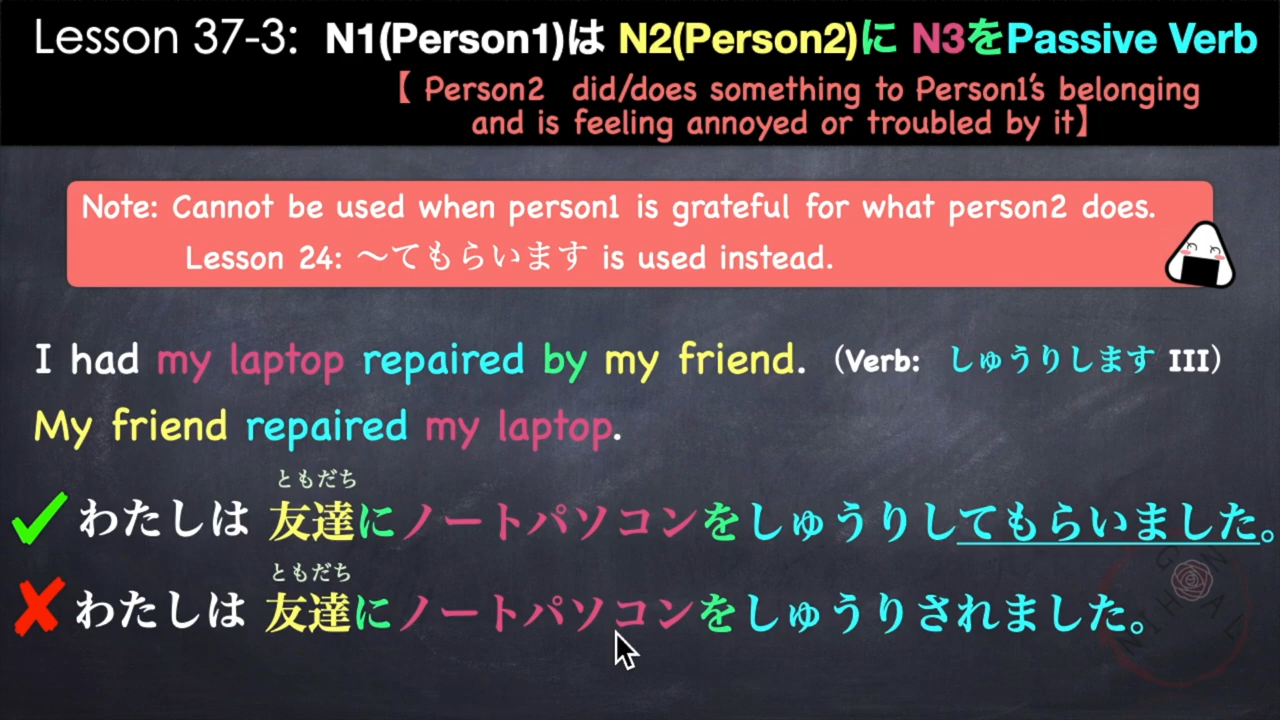 Lesson 37-3: N1(Person1)は N2(Person2)に N3をPassive Verb
【 Person2 did/does something to Person1's belonging
and is feeling annoyed or troubled by it】
Note: Cannot be used when person1 is grateful for what person2 does.
Lesson 24: ～てもらいます is used instead.
I had my laptop repaired by my friend. (Verb: しゅうりします III)
My friend repaired my laptop.
ともだち
わたしは 友達にノートパソコンをしゅうりしてもらいました。
ともだち
わたしは 友達にノートパソコンをしゅうりされました。